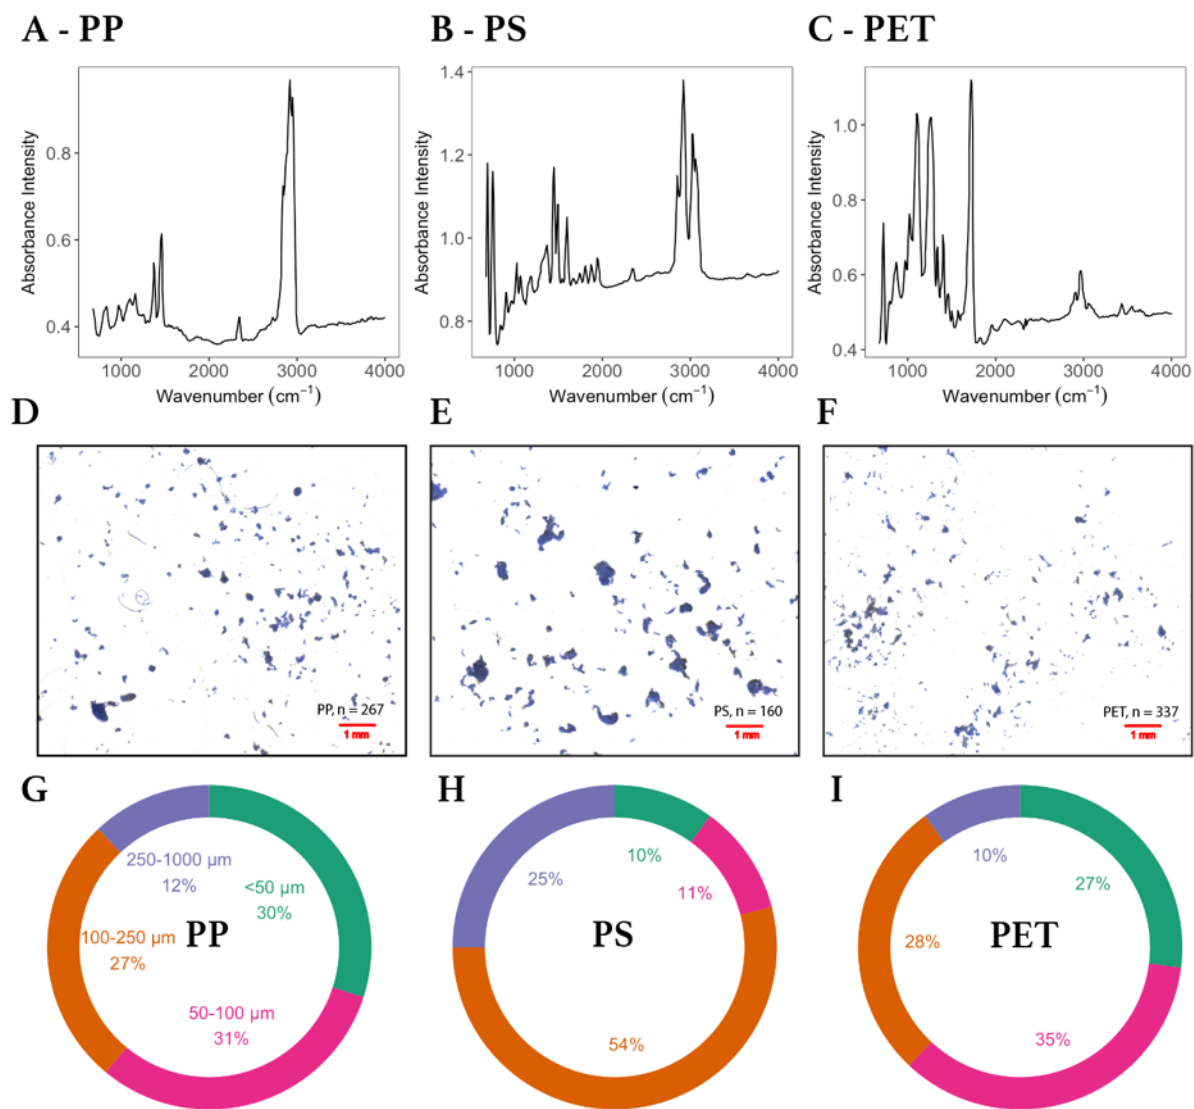 A - PP
B - PS
C - PET
Absorbance Intensity
0.8
0.6
0.4
1000
2000
3000
4000
Wavenumber (cm⁻¹)
Absorbance Intensity
1.4
1.2
1.0
0.8
1000
2000
3000
4000
Wavenumber (cm⁻¹)
Absorbance Intensity
1.0
0.8
0.6
0.4
1000
2000
3000
4000
Wavenumber (cm⁻¹)
D
E
F
PP, n = 267
1 mm
PS, n = 160
1 mm
PET, n = 337
1 mm
G
H
I
250-1000 µm
12%
<50 µm
30%
100-250 µm
27%
PP
50-100 µm
31%
10%
25%
11%
PS
54%
10%
27%
28%
PET
35%